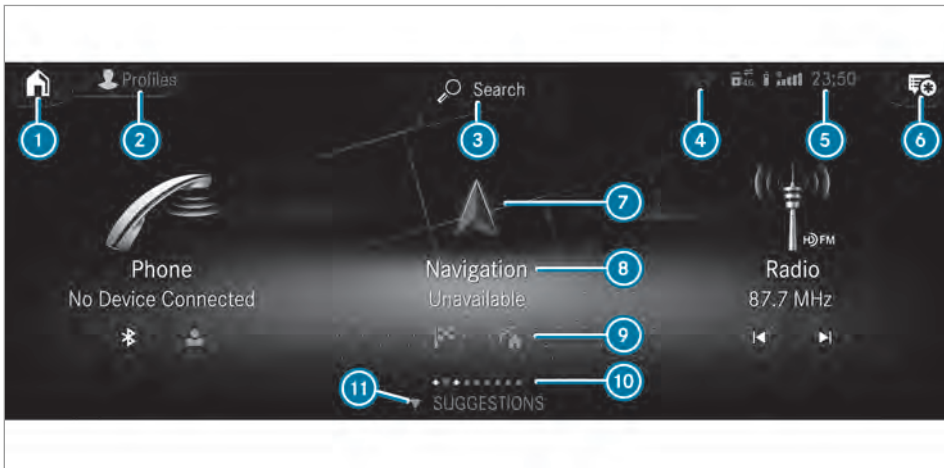 Profiles
Search
4G 23:50
1
2
3
4
5
6
7
HD FM
Phone
Navigation
8
Radio
No Device Connected
Unavailable
87.7 MHz
9
10
11
SUGGESTIONS